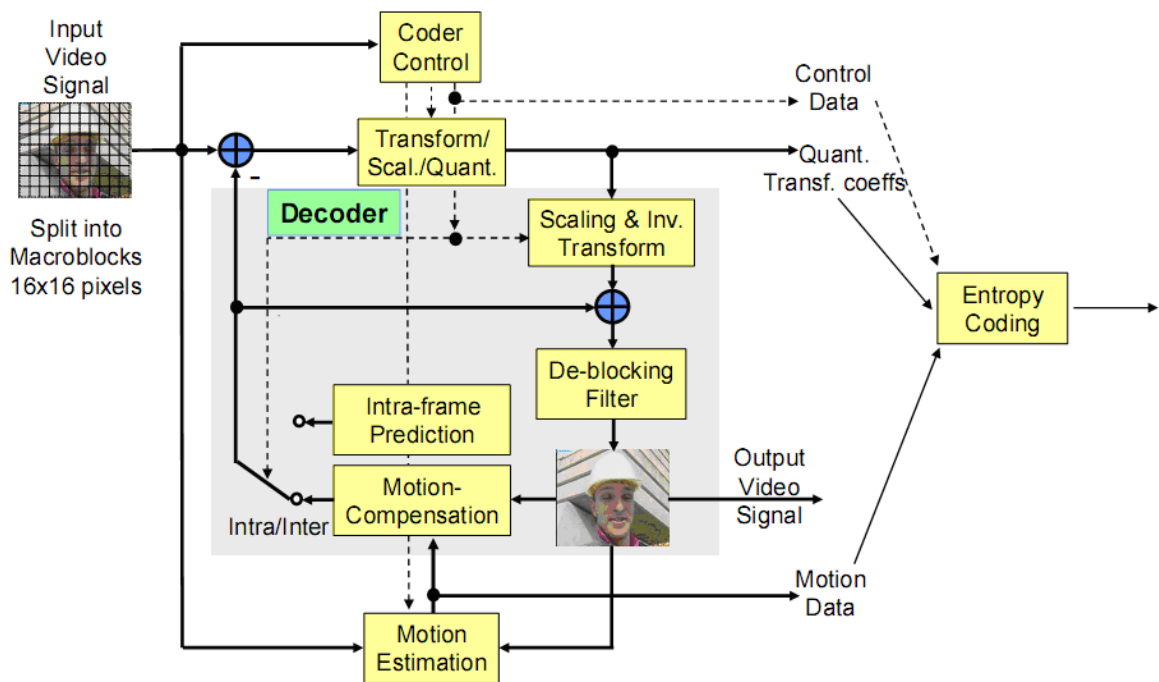 Input
Video
Signal
Coder
Control
Control
Data
Transform/
Scal./Quant.
Quant.
Transf. coeffs
-
Decoder
Split into
Macroblocks
16x16 pixels
Scaling & Inv.
Transform
Entropy
Coding
De-blocking
Filter
Intra-frame
Prediction
Motion-
Compensation
Intra/Inter
Output
Video
Signal
Motion
Data
Motion
Estimation